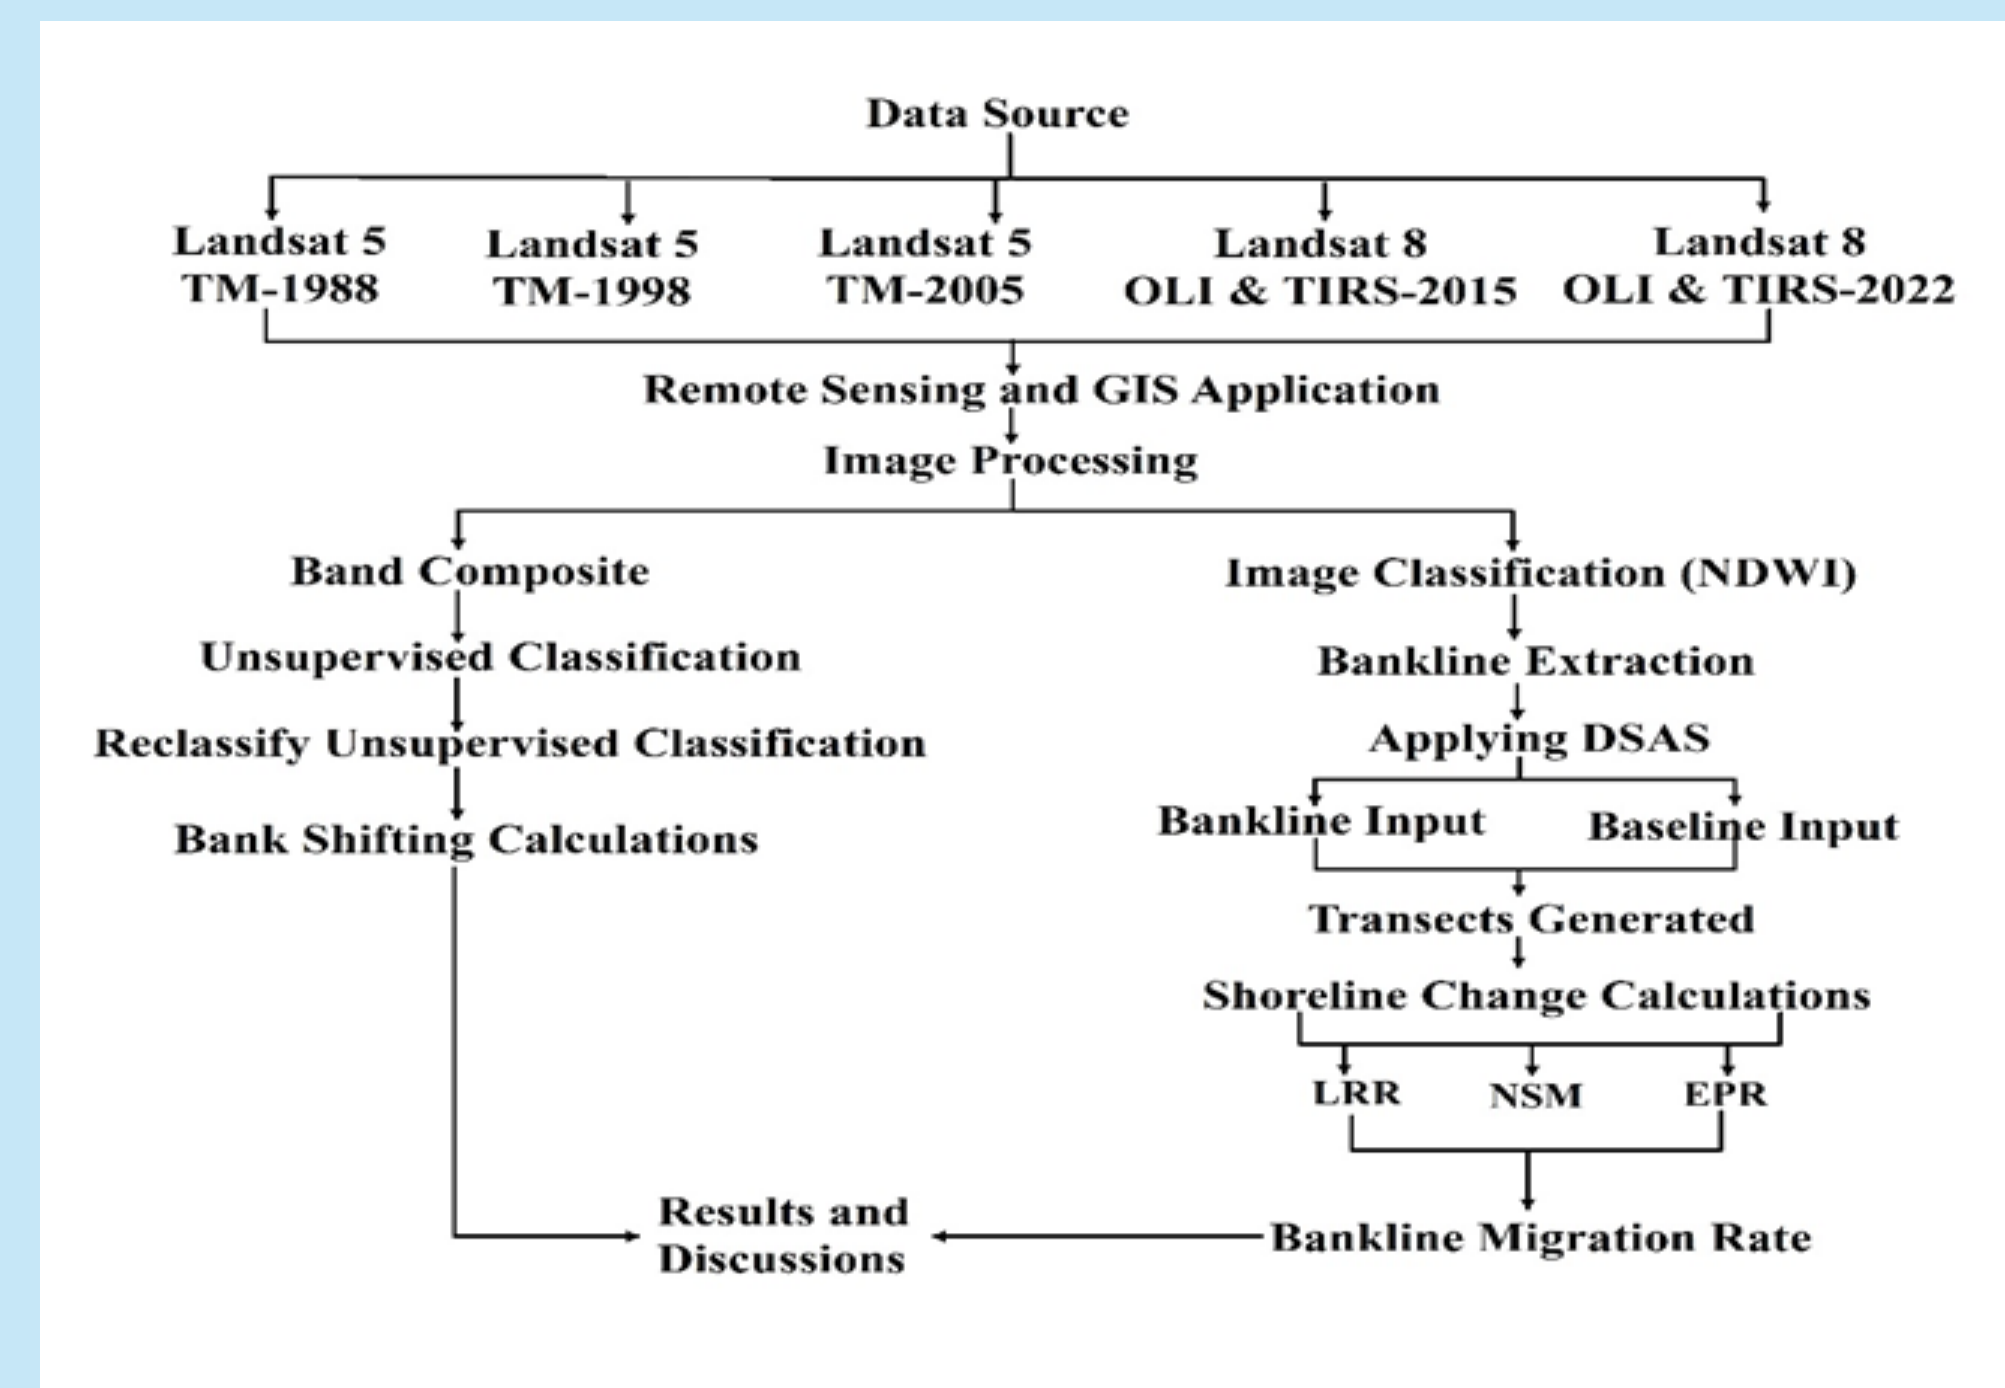 Data Source
Landsat 5
TM-1988
Landsat 5
TM-1998
Landsat 5
TM-2005
Landsat 8
OLI & TIRS-2015
Landsat 8
OLI & TIRS-2022
Remote Sensing and GIS Application
Image Processing
Band Composite
Unsupervised Classification
Reclassify Unsupervised Classification
Bank Shifting Calculations
Image Classification (NDWI)
Bankline Extraction
Applying DSAS
Bankline Input
Baseline Input
Transects Generated
Shoreline Change Calculations
LRR
NSM
EPR
Bankline Migration Rate
Results and
Discussions